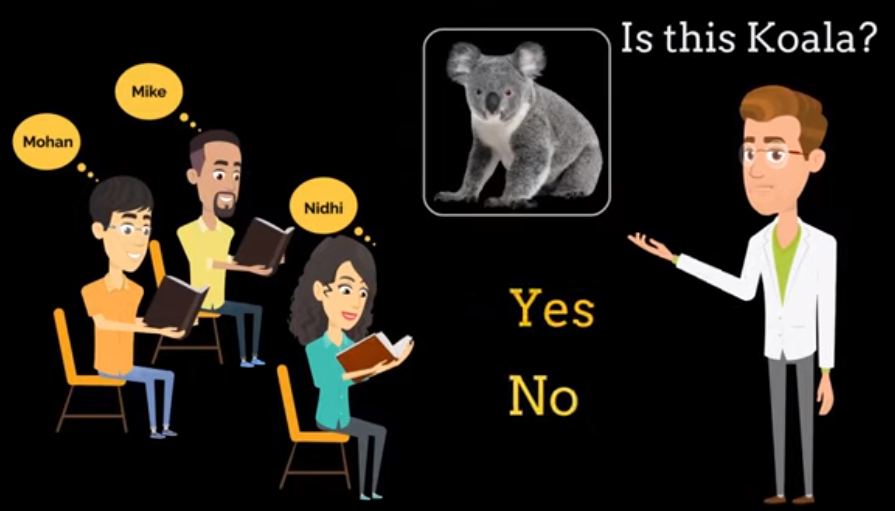 Is this Koala?
Mike
Mohan
Nidhi
Yes
No